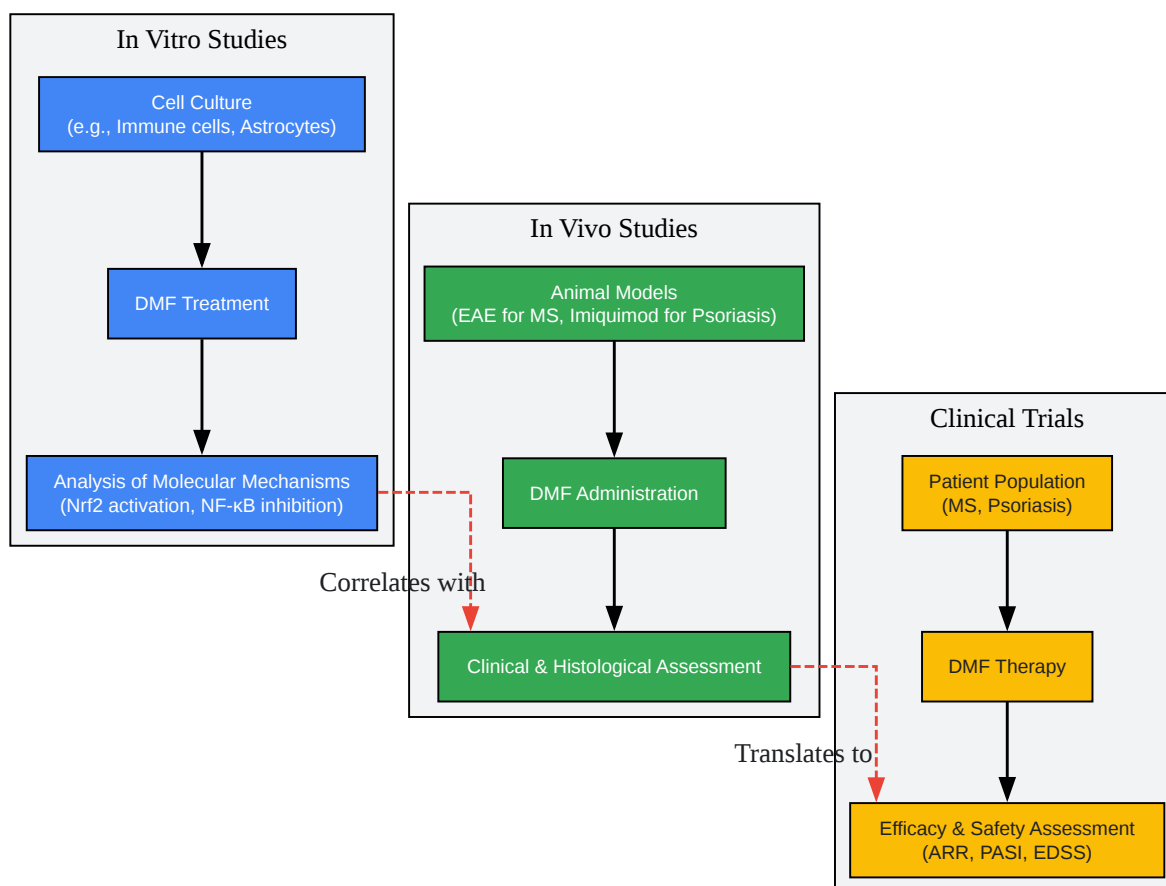 In Vitro Studies
Cell Culture
(e.g., Immune cells, Astrocytes)
DMF Treatment
Analysis of Molecular Mechanisms
(Nrf2 activation, NF-κB inhibition)
Correlates with
In Vivo Studies
Animal Models
(EAE for MS, Imiquimod for Psoriasis)
DMF Administration
Clinical & Histological Assessment
Translates to
Clinical Trials
Patient Population
(MS, Psoriasis)
DMF Therapy
Efficacy & Safety Assessment
(ARR, PASI, EDSS)